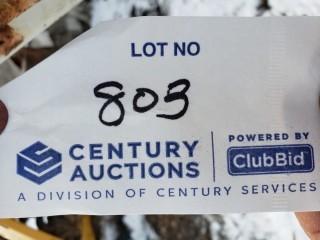 LOT NO
803
CENTURY
AUCTIONS
POWERED BY
ClubBid
A DIVISION OF CENTURY SERVICES